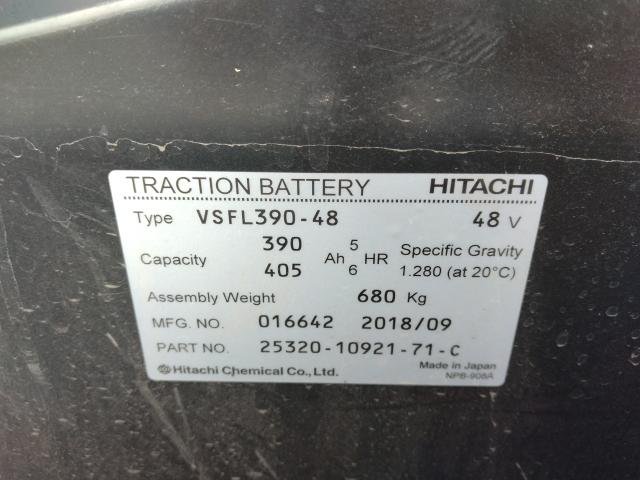 TRACTION BATTERY HITACHI
Type VSFL390-48 48 V
Capacity 390 Ah 5 HR Specific Gravity
405 6 1.280 (at 20°C)
Assembly Weight 680 Kg
MFG. NO. 016642 2018/09
PART NO. 25320-10921-71-C
Hitachi Chemical Co., Ltd. Made in Japan
NPB-908A